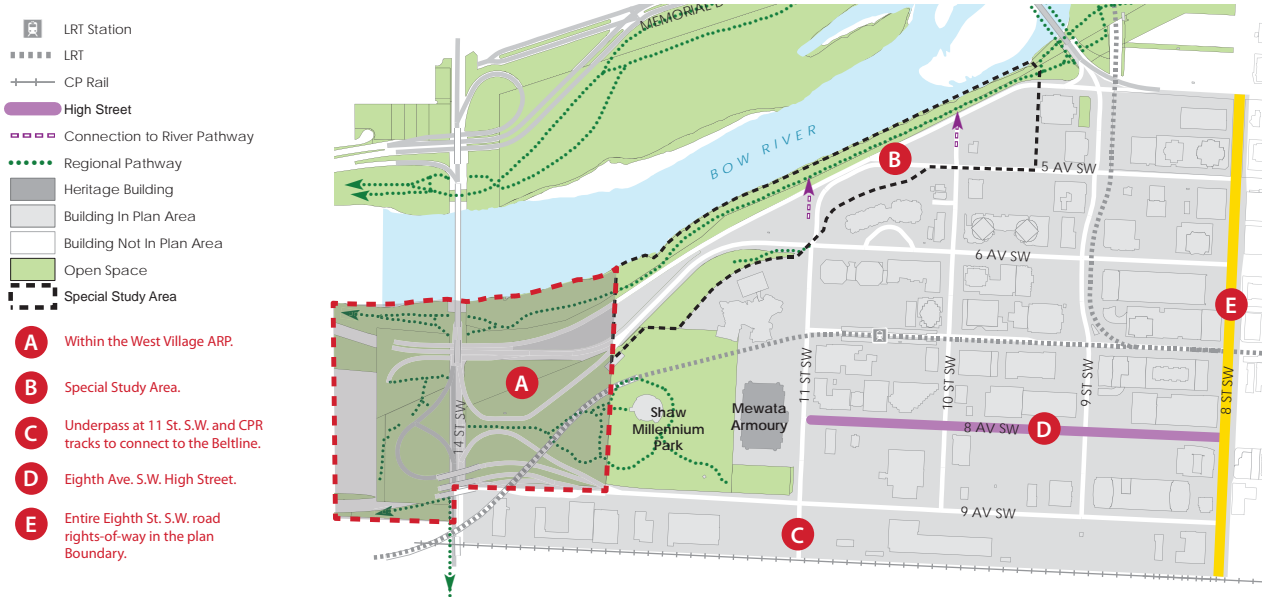 LRT Station
LRT
CP Rail
High Street
Connection to River Pathway
Regional Pathway
Heritage Building
Building In Plan Area
Building Not In Plan Area
Open Space
Special Study Area
A Within the West Village ARP.
B Special Study Area.
C Underpass at 11 St. S.W. and CPR
tracks to connect to the Beltline.
D Eighth Ave. S.W. High Street.
E Entire Eighth St. S.W. road
rights-of-way in the plan
Boundary.
MEMORIAL D
BOW RIVER
B
5 AV SW
6 AV SW
E
A
14 ST SW
Shaw
Millennium
Park
Mewata
Armoury
11 ST SW
10 ST SW
9 ST SW
8 ST SW
8 AV SW
D
9 AV SW
C